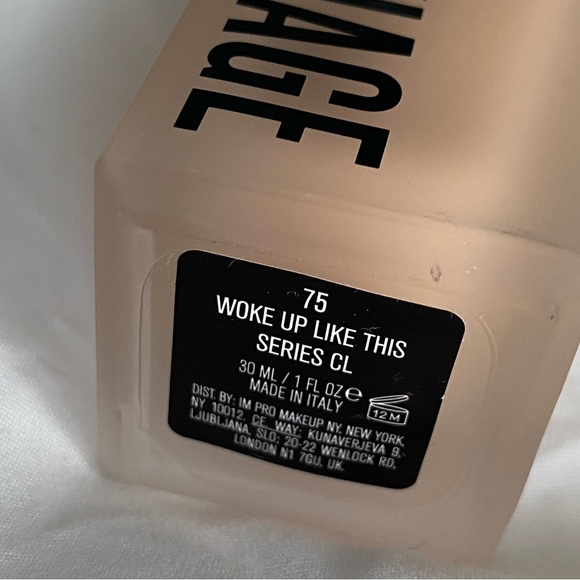 UAGE
75
WOKE UP LIKE THIS
SERIES CL
30 ML / 1 FL OZ ℮
MADE IN ITALY
12 M
DIST. BY: IM PRO MAKEUP NY, NEW YORK,
NY 10012, CE. WAY: KUNAVERJEVA 9,
LJUBLJANA, SLO; 20-22 WENLOCK RD,
LONDON N1 7GU, UK